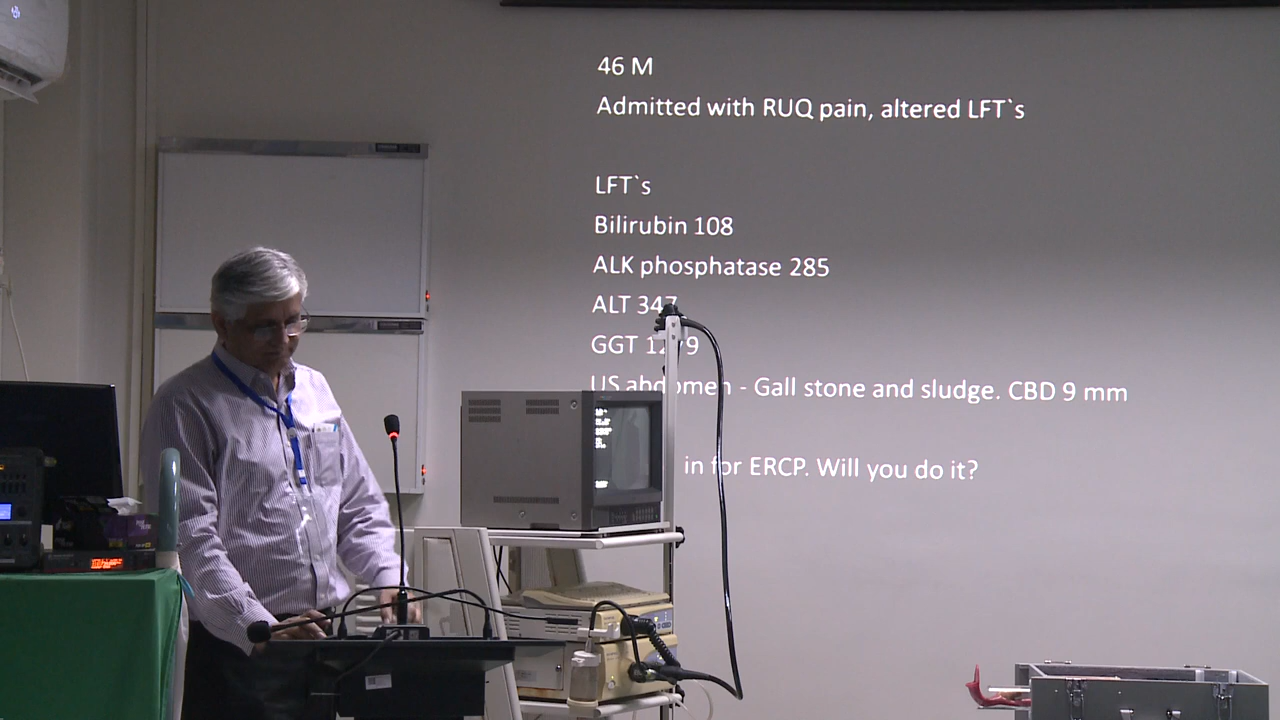 46 M
Admitted with RUQ pain, altered LFT`s
LFT`s
Bilirubin 108
ALK phosphatase 285
ALT 347
GGT
US abdomen - Gall stone and sludge. CBD 9 mm
in for ERCP. Will you do it?